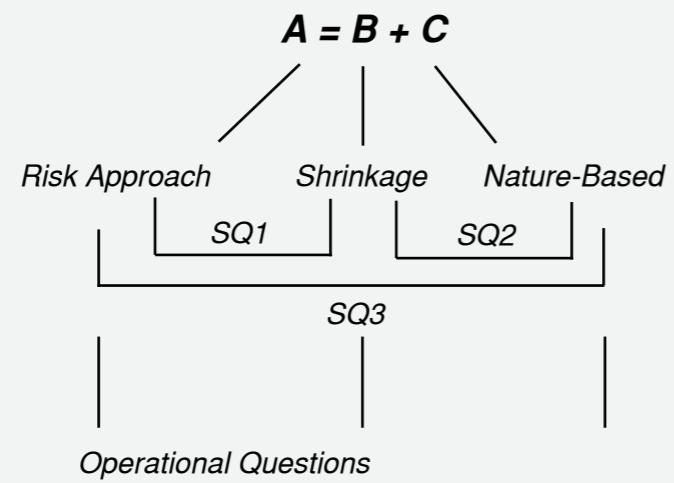 A = B + C
Risk Approach Shrinkage Nature-Based
SQ1 SQ2
SQ3
Operational Questions